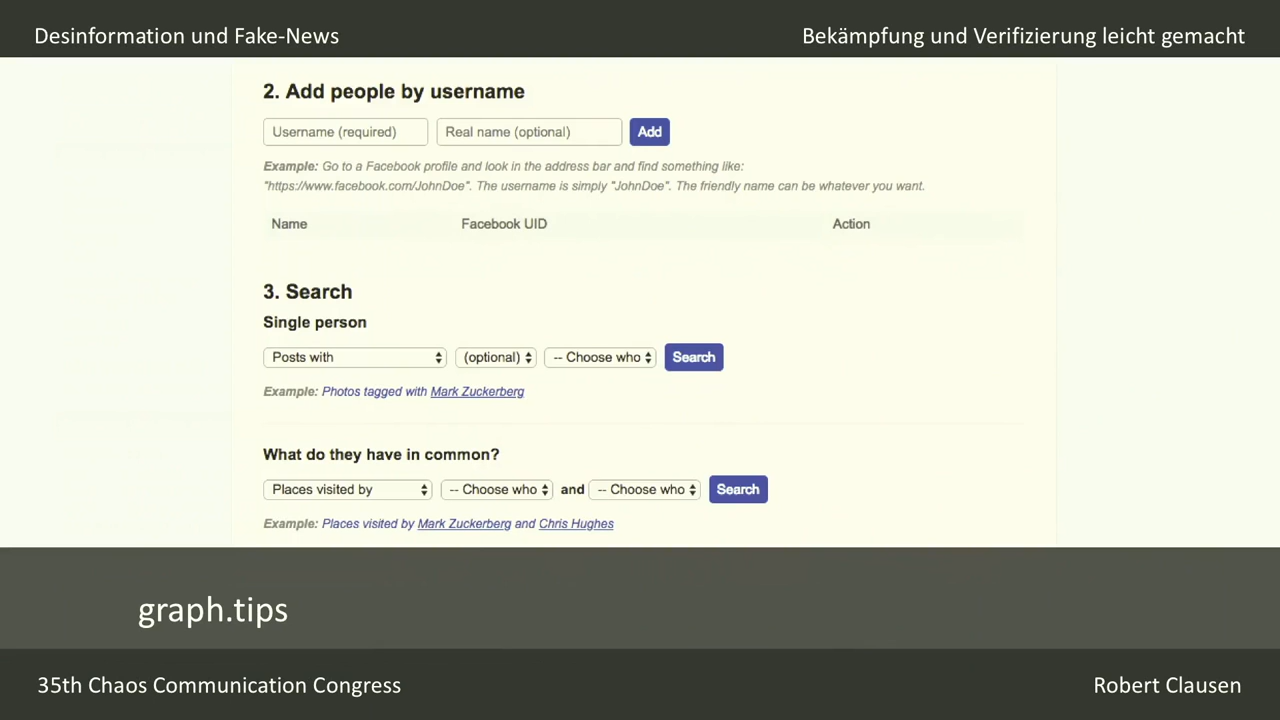 Desinformation und Fake-News
Bekämpfung und Verifizierung leicht gemacht
2. Add people by username
Username (required) Real name (optional) Add
Example: Go to a Facebook profile and look in the address bar and find something like:
"https://www.facebook.com/JohnDoe". The username is simply "JohnDoe". The friendly name can be whatever you want.
Name Facebook UID Action
3. Search
Single person
Posts with (optional) -- Choose who Search
Example: Photos tagged with Mark Zuckerberg
What do they have in common?
Places visited by -- Choose who and -- Choose who Search
Example: Places visited by Mark Zuckerberg and Chris Hughes
graph.tips
35th Chaos Communication Congress
Robert Clausen